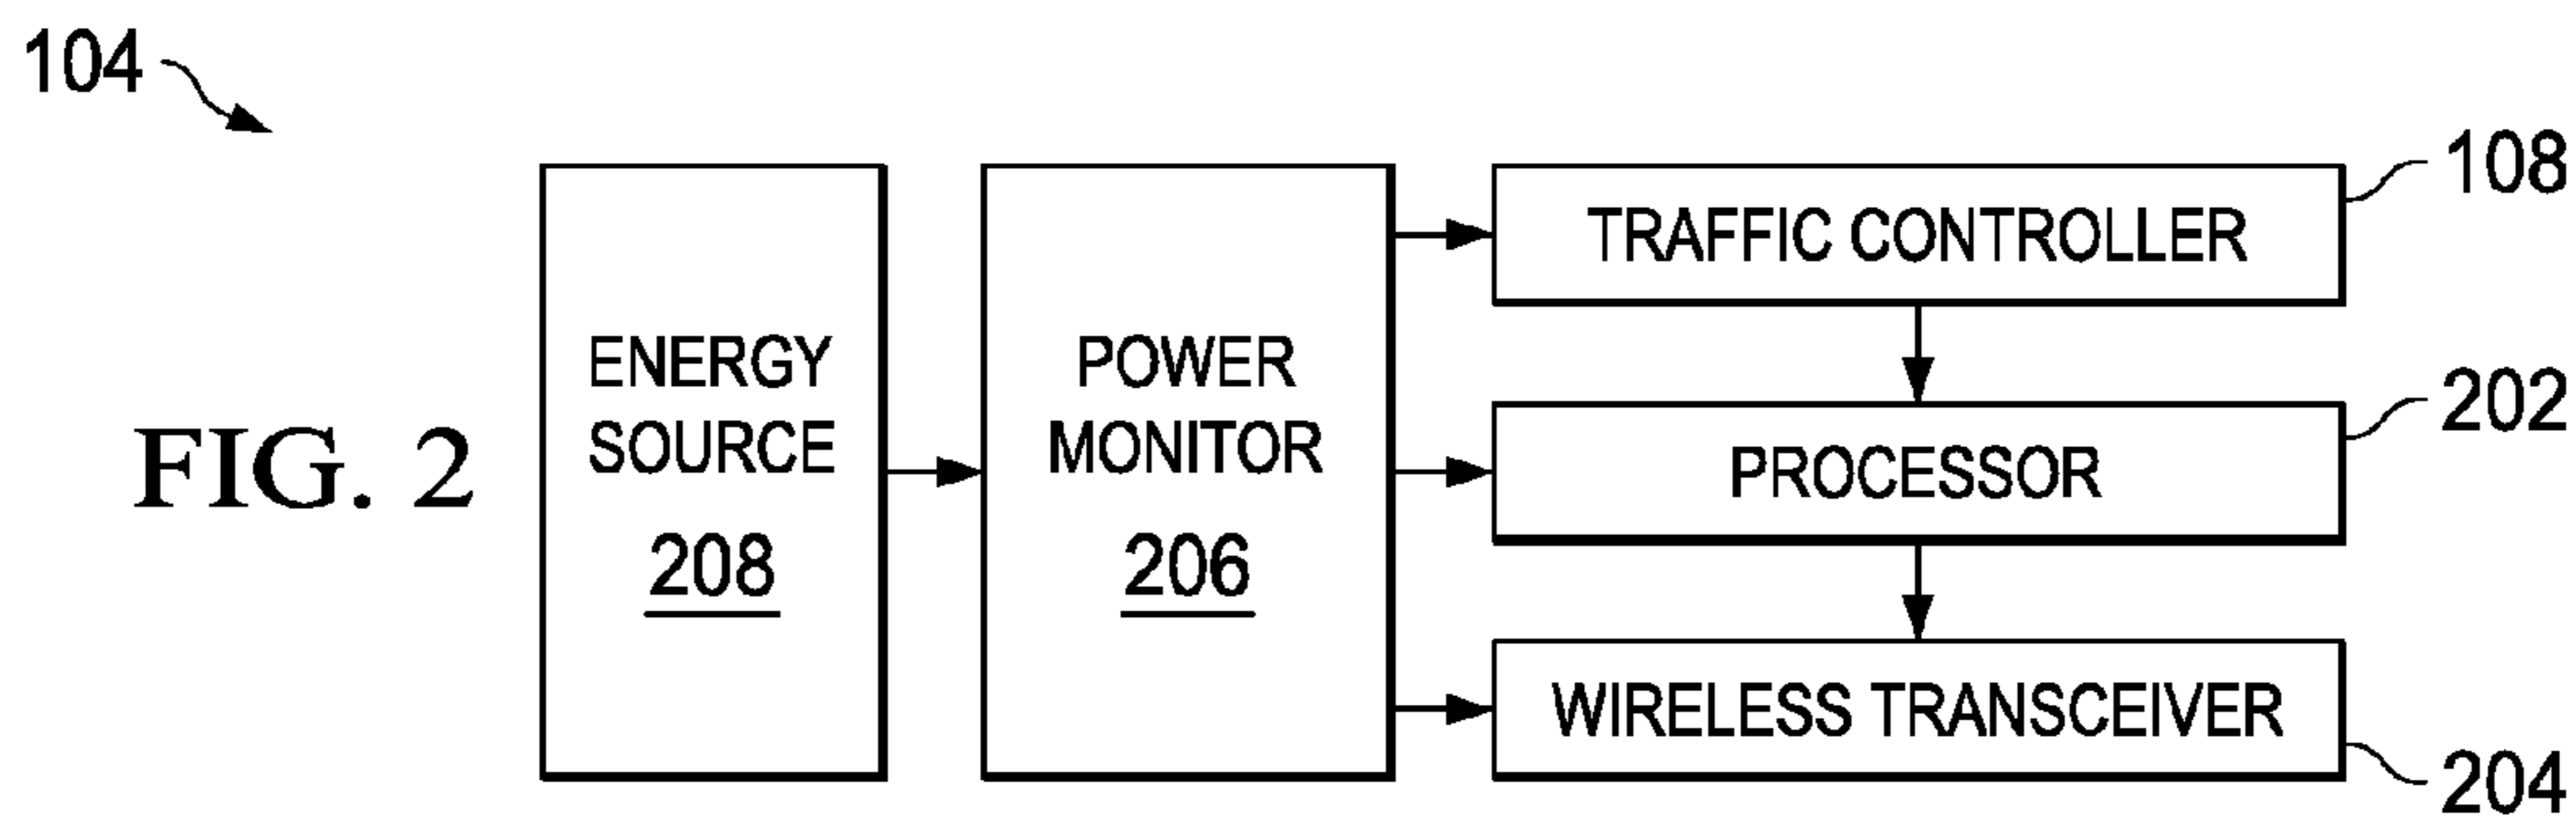 104
FIG. 2
ENERGY
SOURCE
208
POWER
MONITOR
206
TRAFFIC CONTROLLER
108
PROCESSOR
202
WIRELESS TRANSCEIVER
204